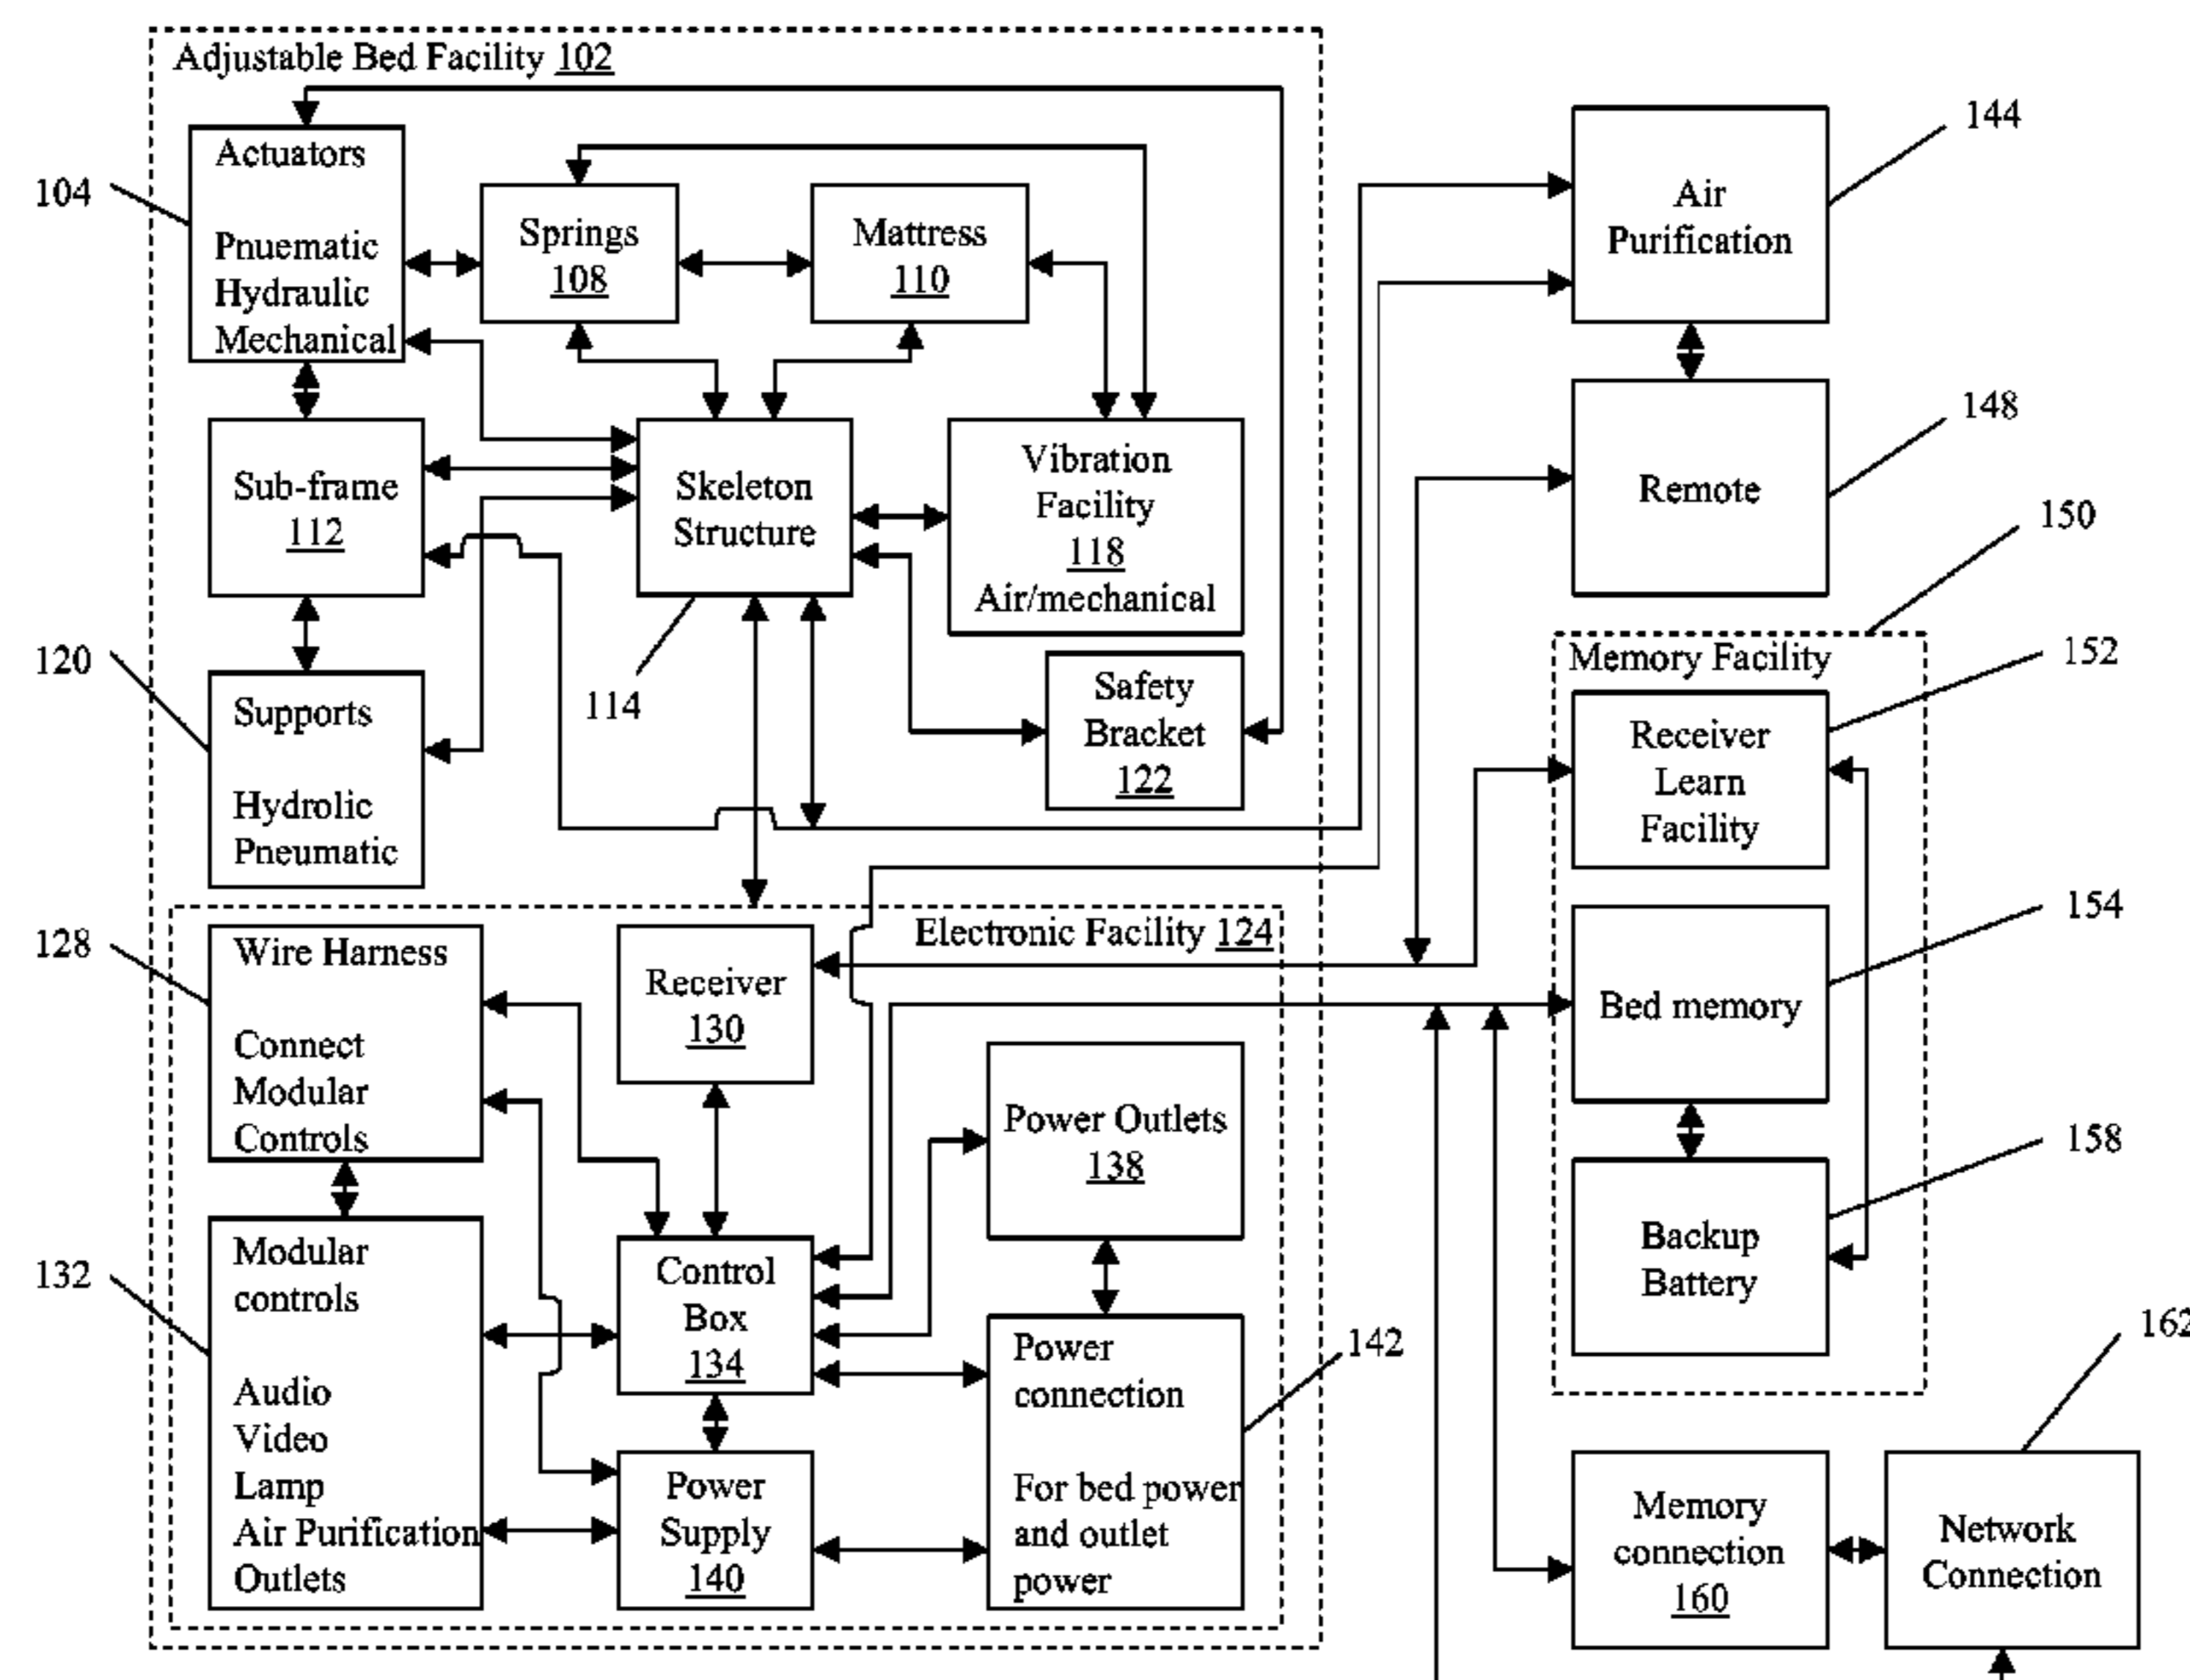 Adjustable Bed Facility 102
104
Actuators
Pnuematic
Hydraulic
Mechanical
Springs
108
Mattress
110
Sub-frame
112
Skeleton
Structure
114
Vibration
Facility
118
Air/mechanical
120
Supports
Hydrolic
Pneumatic
Safety
Bracket
122
Electronic Facility 124
128
Wire Harness
Connect
Modular
Controls
Receiver
130
132
Modular
controls
Audio
Video
Lamp
Air Purification
Outlets
Control
Box
134
Power Outlets
138
Power
Supply
140
Power
connection
For bed power
and outlet
power
142
Air
Purification
144
Remote
148
150
Memory Facility
Receiver
Learn
Facility
152
Bed memory
154
Backup
Battery
158
Memory
connection
160
Network
Connection
162